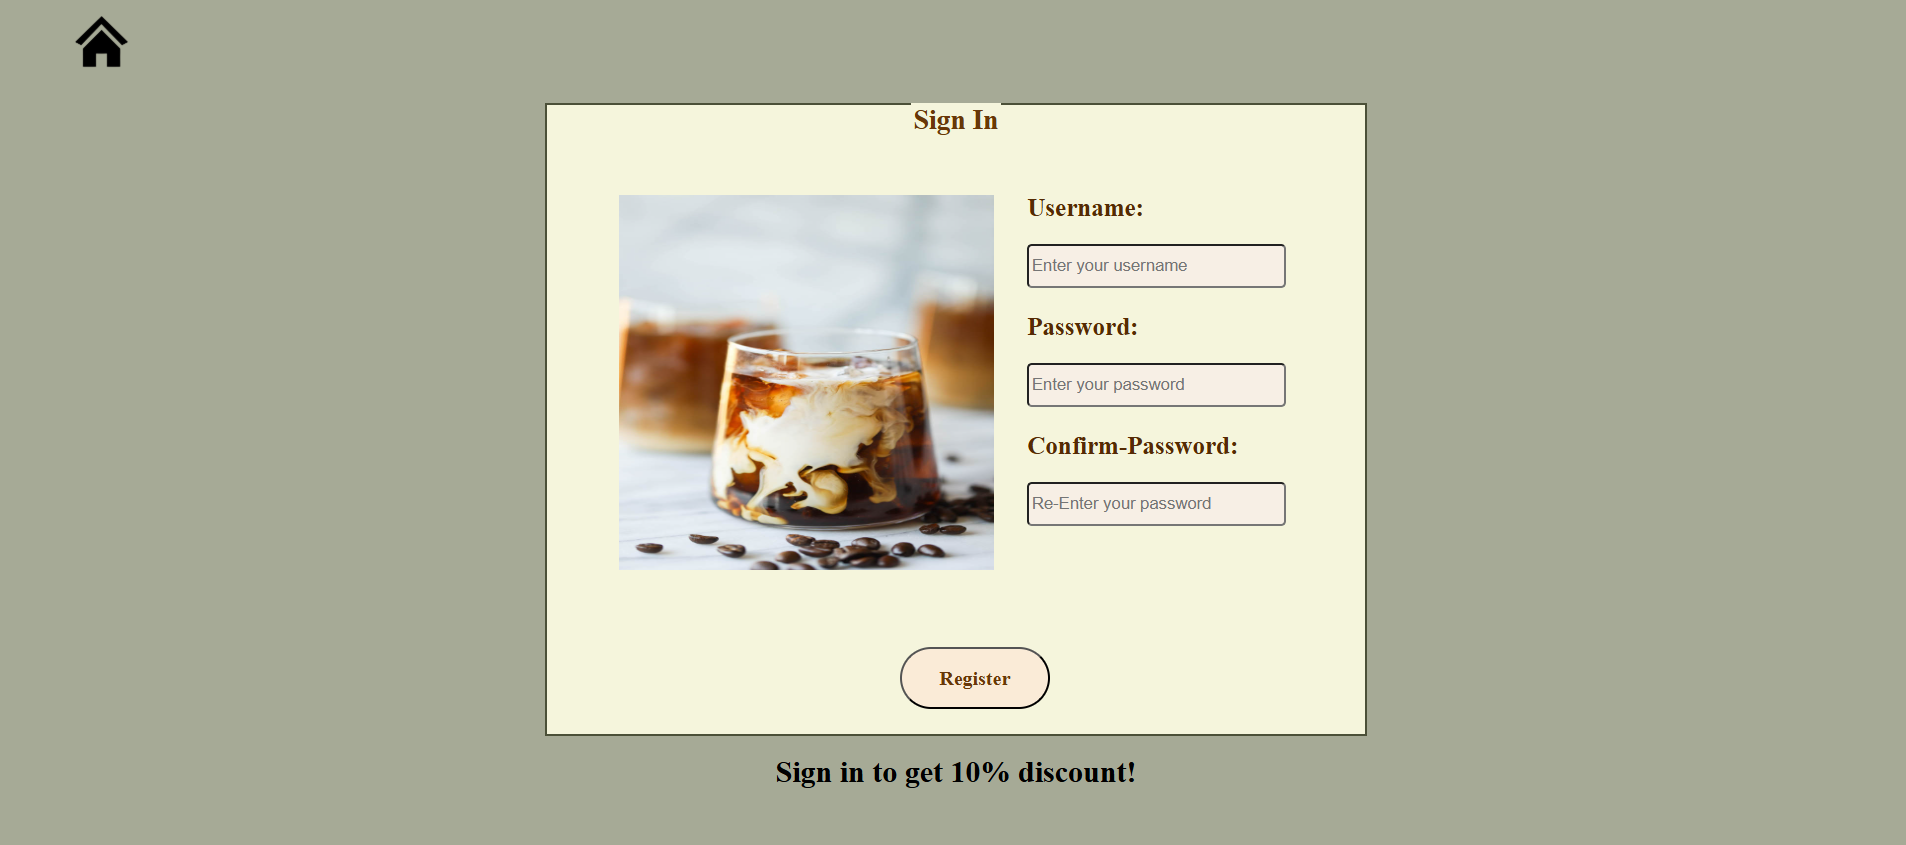 Sign In
Username:
Enter your username
Password:
Enter your password
Confirm-Password:
Re-Enter your password
Register
Sign in to get 10% discount!